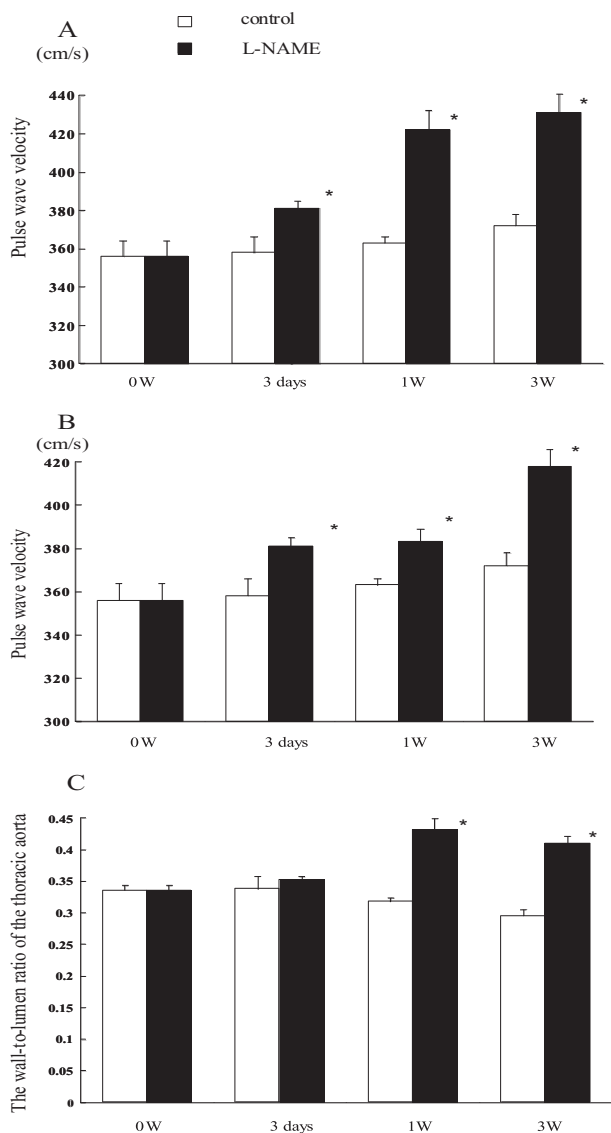 A
(cm/s)
control
L-NAME
Pulse wave velocity
440
420
400
380
360
340
320
300
*
*
*
0W
3 days
1W
3W
B
(cm/s)
Pulse wave velocity
420
400
380
360
340
320
300
*
*
*
0W
3 days
1W
3W
C
The wall-to-lumen ratio of the thoracic aorta
0.45
0.4
0.35
0.3
0.25
0.2
0.15
0.1
0.05
0
*
*
0W
3 days
1W
3W